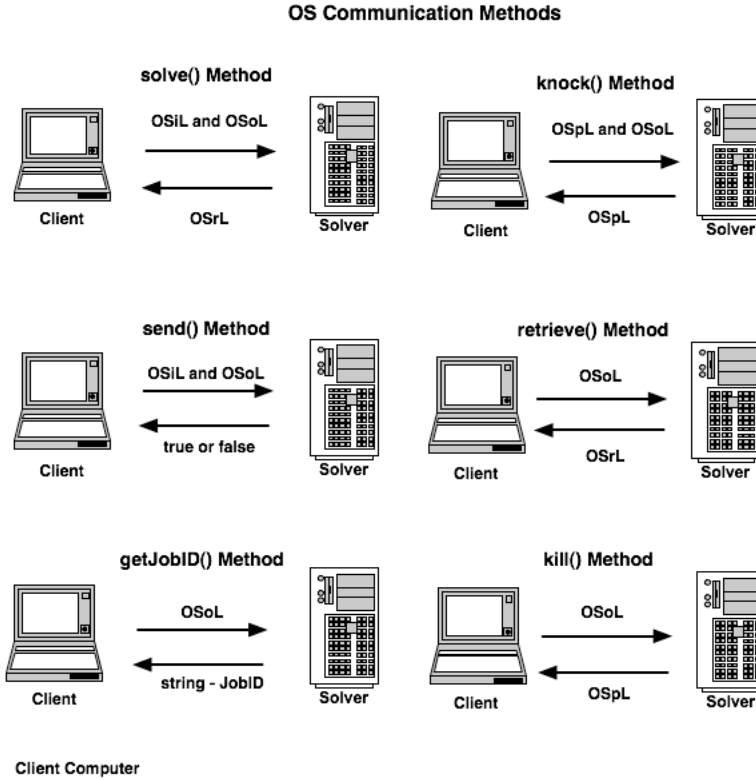 OS Communication Methods
solve() Method
OSiL and OSoL
OSrL
Client
Solver
knock() Method
OSpL and OSoL
OSpL
Client
Solver
send() Method
OSiL and OSoL
true or false
Client
Solver
retrieve() Method
OSoL
OSrL
Client
Solver
getJobID() Method
OSoL
string - JobID
Client
Solver
kill() Method
OSoL
OSpL
Client
Solver
Client Computer